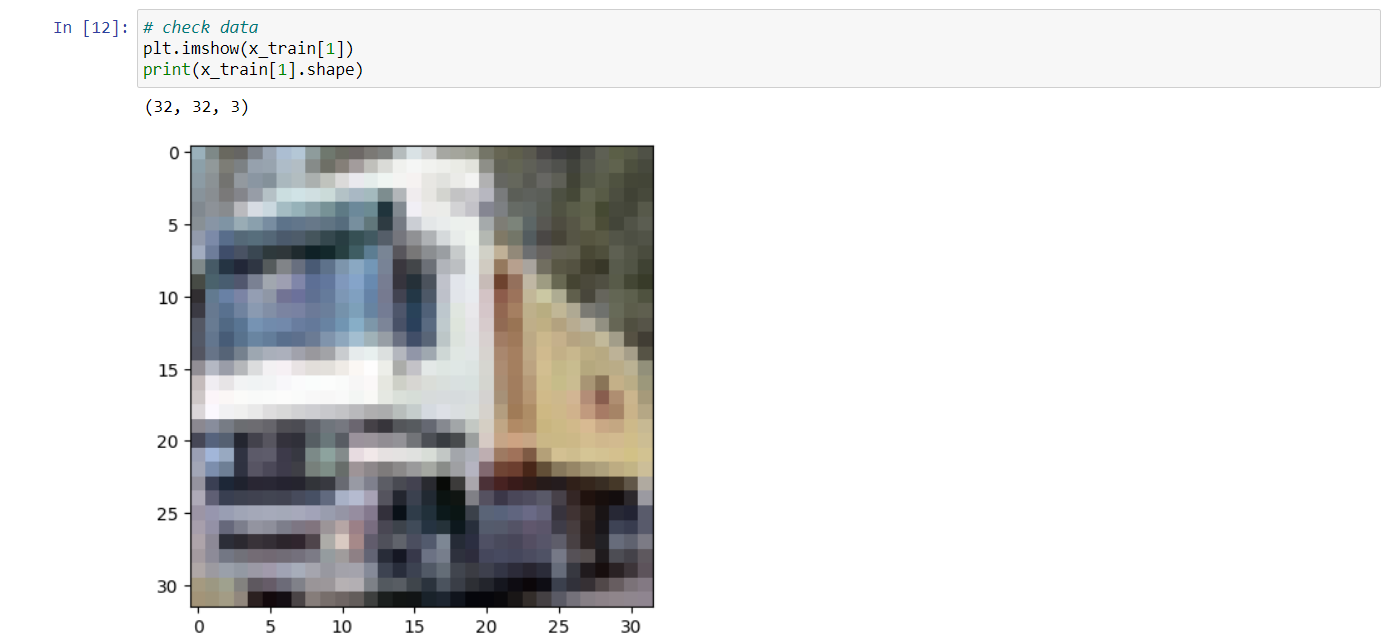 In [12]: # check data
plt.imshow(x_train[1])
print(x_train[1].shape)
(32, 32, 3)
0
5
10
15
20
25
30
0 5 10 15 20 25 30